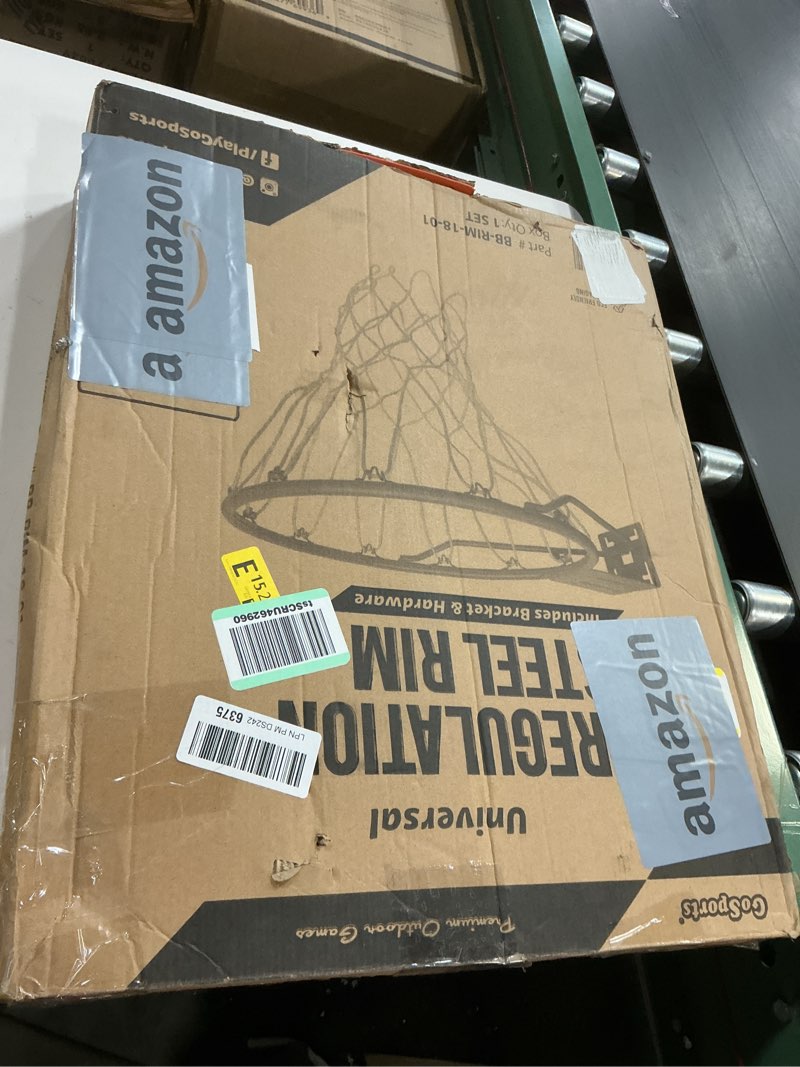 GoSports
Premium Outdoor Games
Universal
REGULATION
STEEL RIM
Includes Bracket & Hardware
Part # BB-RIM-18-01
Box Qty: 1 SET
/PlayGoSports
a amazon
amazon
E 15.2
tsSCRU462960
LPN PM DS242 6375